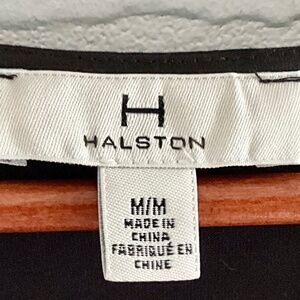 H
HALSTON
M/M
MADE IN
CHINA
FABRIQUÉ EN
CHINE